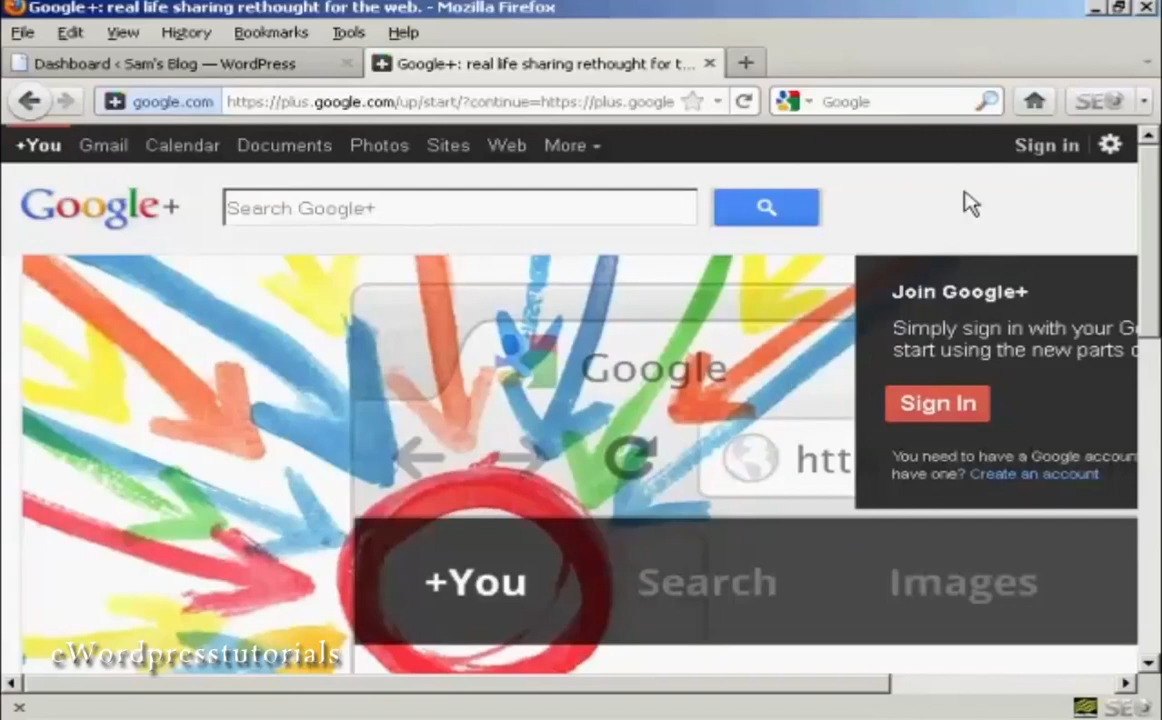 Google+: real life sharing rethought for the web. - Mozilla Firefox
File Edit View History Bookmarks Tools Help
Dashboard ‹ Sam's Blog — WordPress
Google+: real life sharing rethought for t...
google.com https://plus.google.com/up/start/?continue=https://plus.google
Google
SEO
+You Gmail Calendar Documents Photos Sites Web More
Sign in
Google+
Search Google+
Join Google+
Simply sign in with your G
start using the new parts o
Sign In
You need to have a Google accoun
have one? Create an account
Google
htt
+You Search Images
eWordpresstutorials
SEO